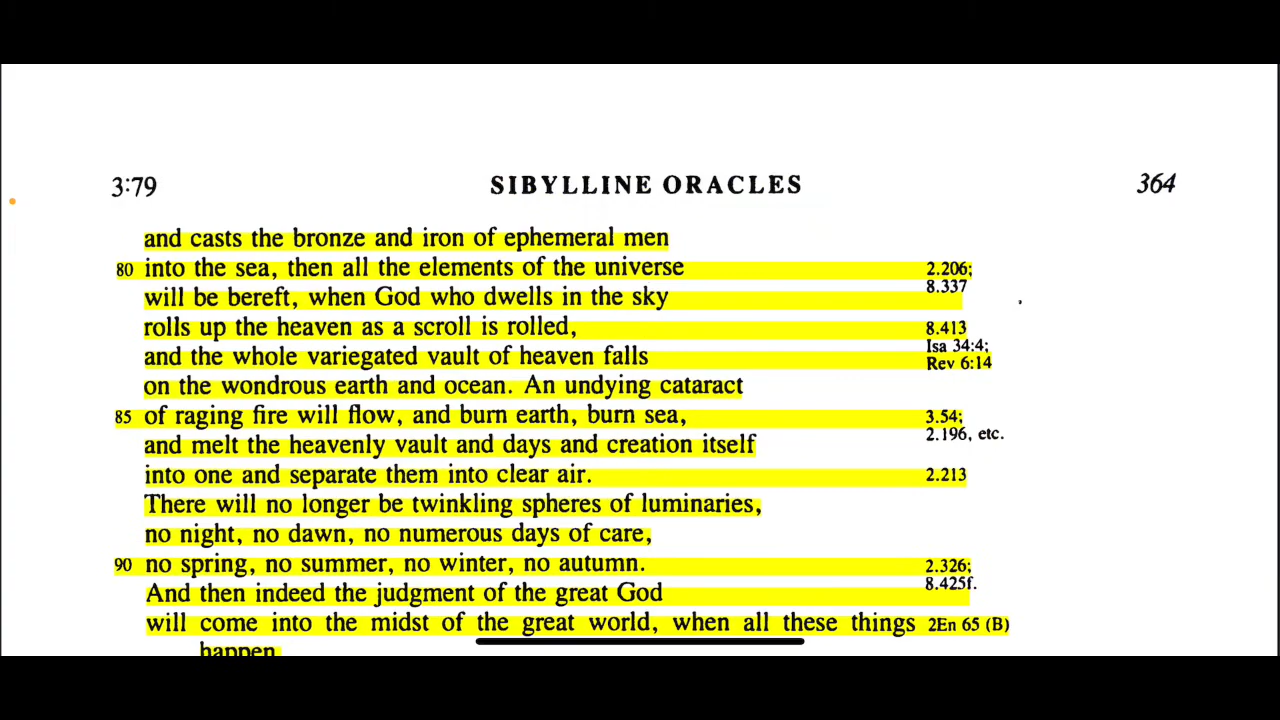 3:79 SIBYLLINE ORACLES 364
and casts the bronze and iron of ephemeral men
80 into the sea, then all the elements of the universe 2.206;
will be bereft, when God who dwells in the sky 8.337
rolls up the heaven as a scroll is rolled, 8.413
Isa 34:4;
and the whole variegated vault of heaven falls Rev 6:14
on the wondrous earth and ocean. An undying cataract
85 of raging fire will flow, and burn earth, burn sea, 3.54;
and melt the heavenly vault and days and creation itself 2.196, etc.
into one and separate them into clear air. 2.213
There will no longer be twinkling spheres of luminaries,
no night, no dawn, no numerous days of care,
90 no spring, no summer, no winter, no autumn. 2.326;
And then indeed the judgment of the great God 8.425f.
will come into the midst of the great world, when all these things 2En 65 (B)
happen.